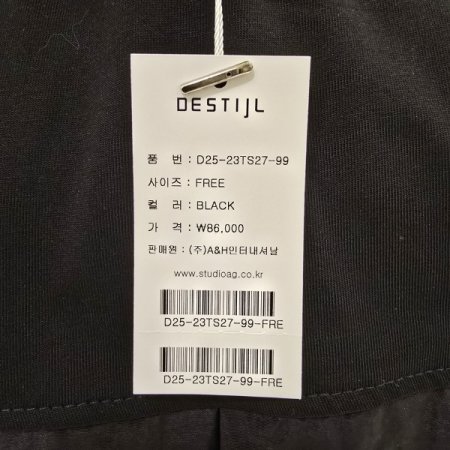 DESTIJL
품 번 : D25-23TS27-99
사이즈 : FREE
컬 러 : BLACK
가 격 : ₩86,000
판매원 : (주)A&H인터내셔날
www.studioag.co.kr
D25-23TS27-99-FRE
D25-23TS27-99-FRE